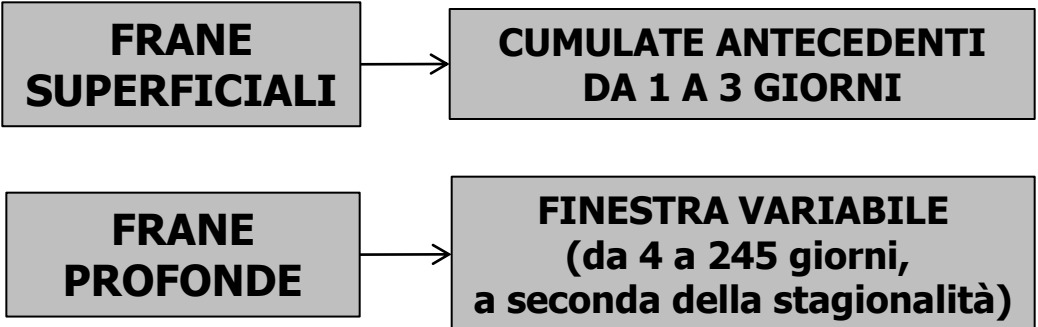 FRANE
SUPERFICIALI
CUMULATE ANTECEDENTI
DA 1 A 3 GIORNI
FRANE
PROFONDE
FINESTRA VARIABILE
(da 4 a 245 giorni,
a seconda della stagionalità)